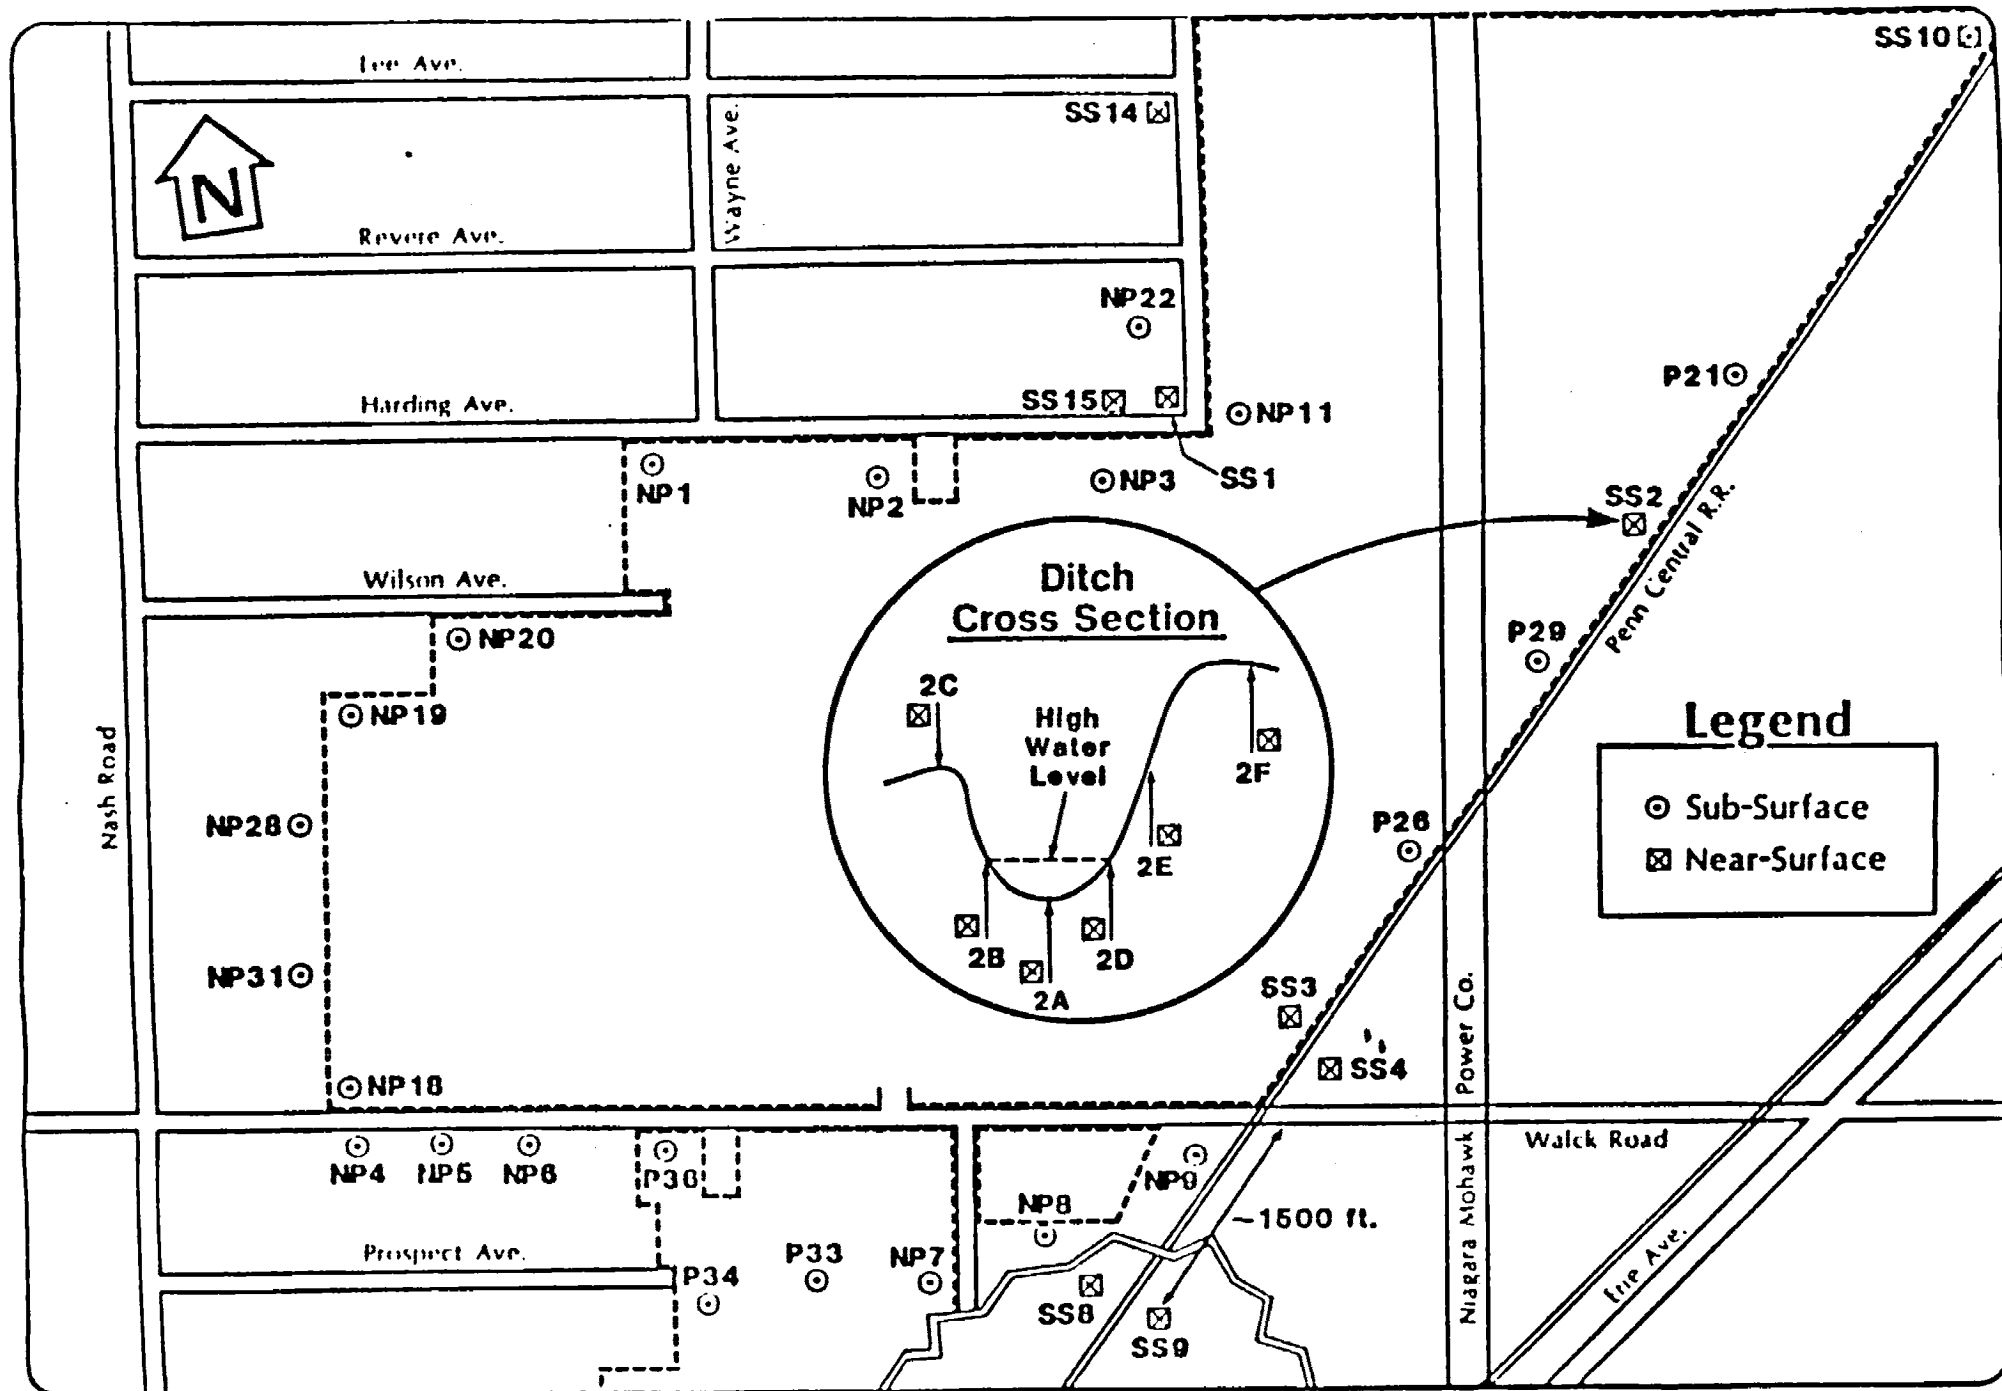 SS10
Lee Ave.
SS14
Wayne Ave.
N
Revere Ave.
NP22
P21
Harding Ave.
SS15
NP11
NP1
NP2
NP3
SS1
SS2
Penn Central R.R.
Wilson Ave.
Ditch
Cross Section
NP20
P29
2C
NP19
High
Water
Level
2F
Legend
Sub-Surface
Near-Surface
Nash Road
NP28
P26
2E
2B
2D
NP31
2A
SS3
SS4
NP18
Niagara Mohawk Power Co.
Walck Road
NP4
NP5
NP6
P36
NP9
NP8
~1500 ft.
Prospect Ave.
P33
NP7
P34
Erie Ave.
SS8
SS9